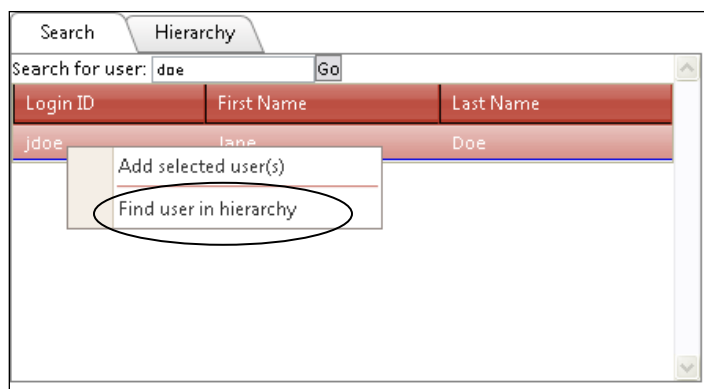 Search Hierarchy
Search for user: doe Go
Login ID First Name Last Name
jdoe Jane Doe
Add selected user(s)
Find user in hierarchy